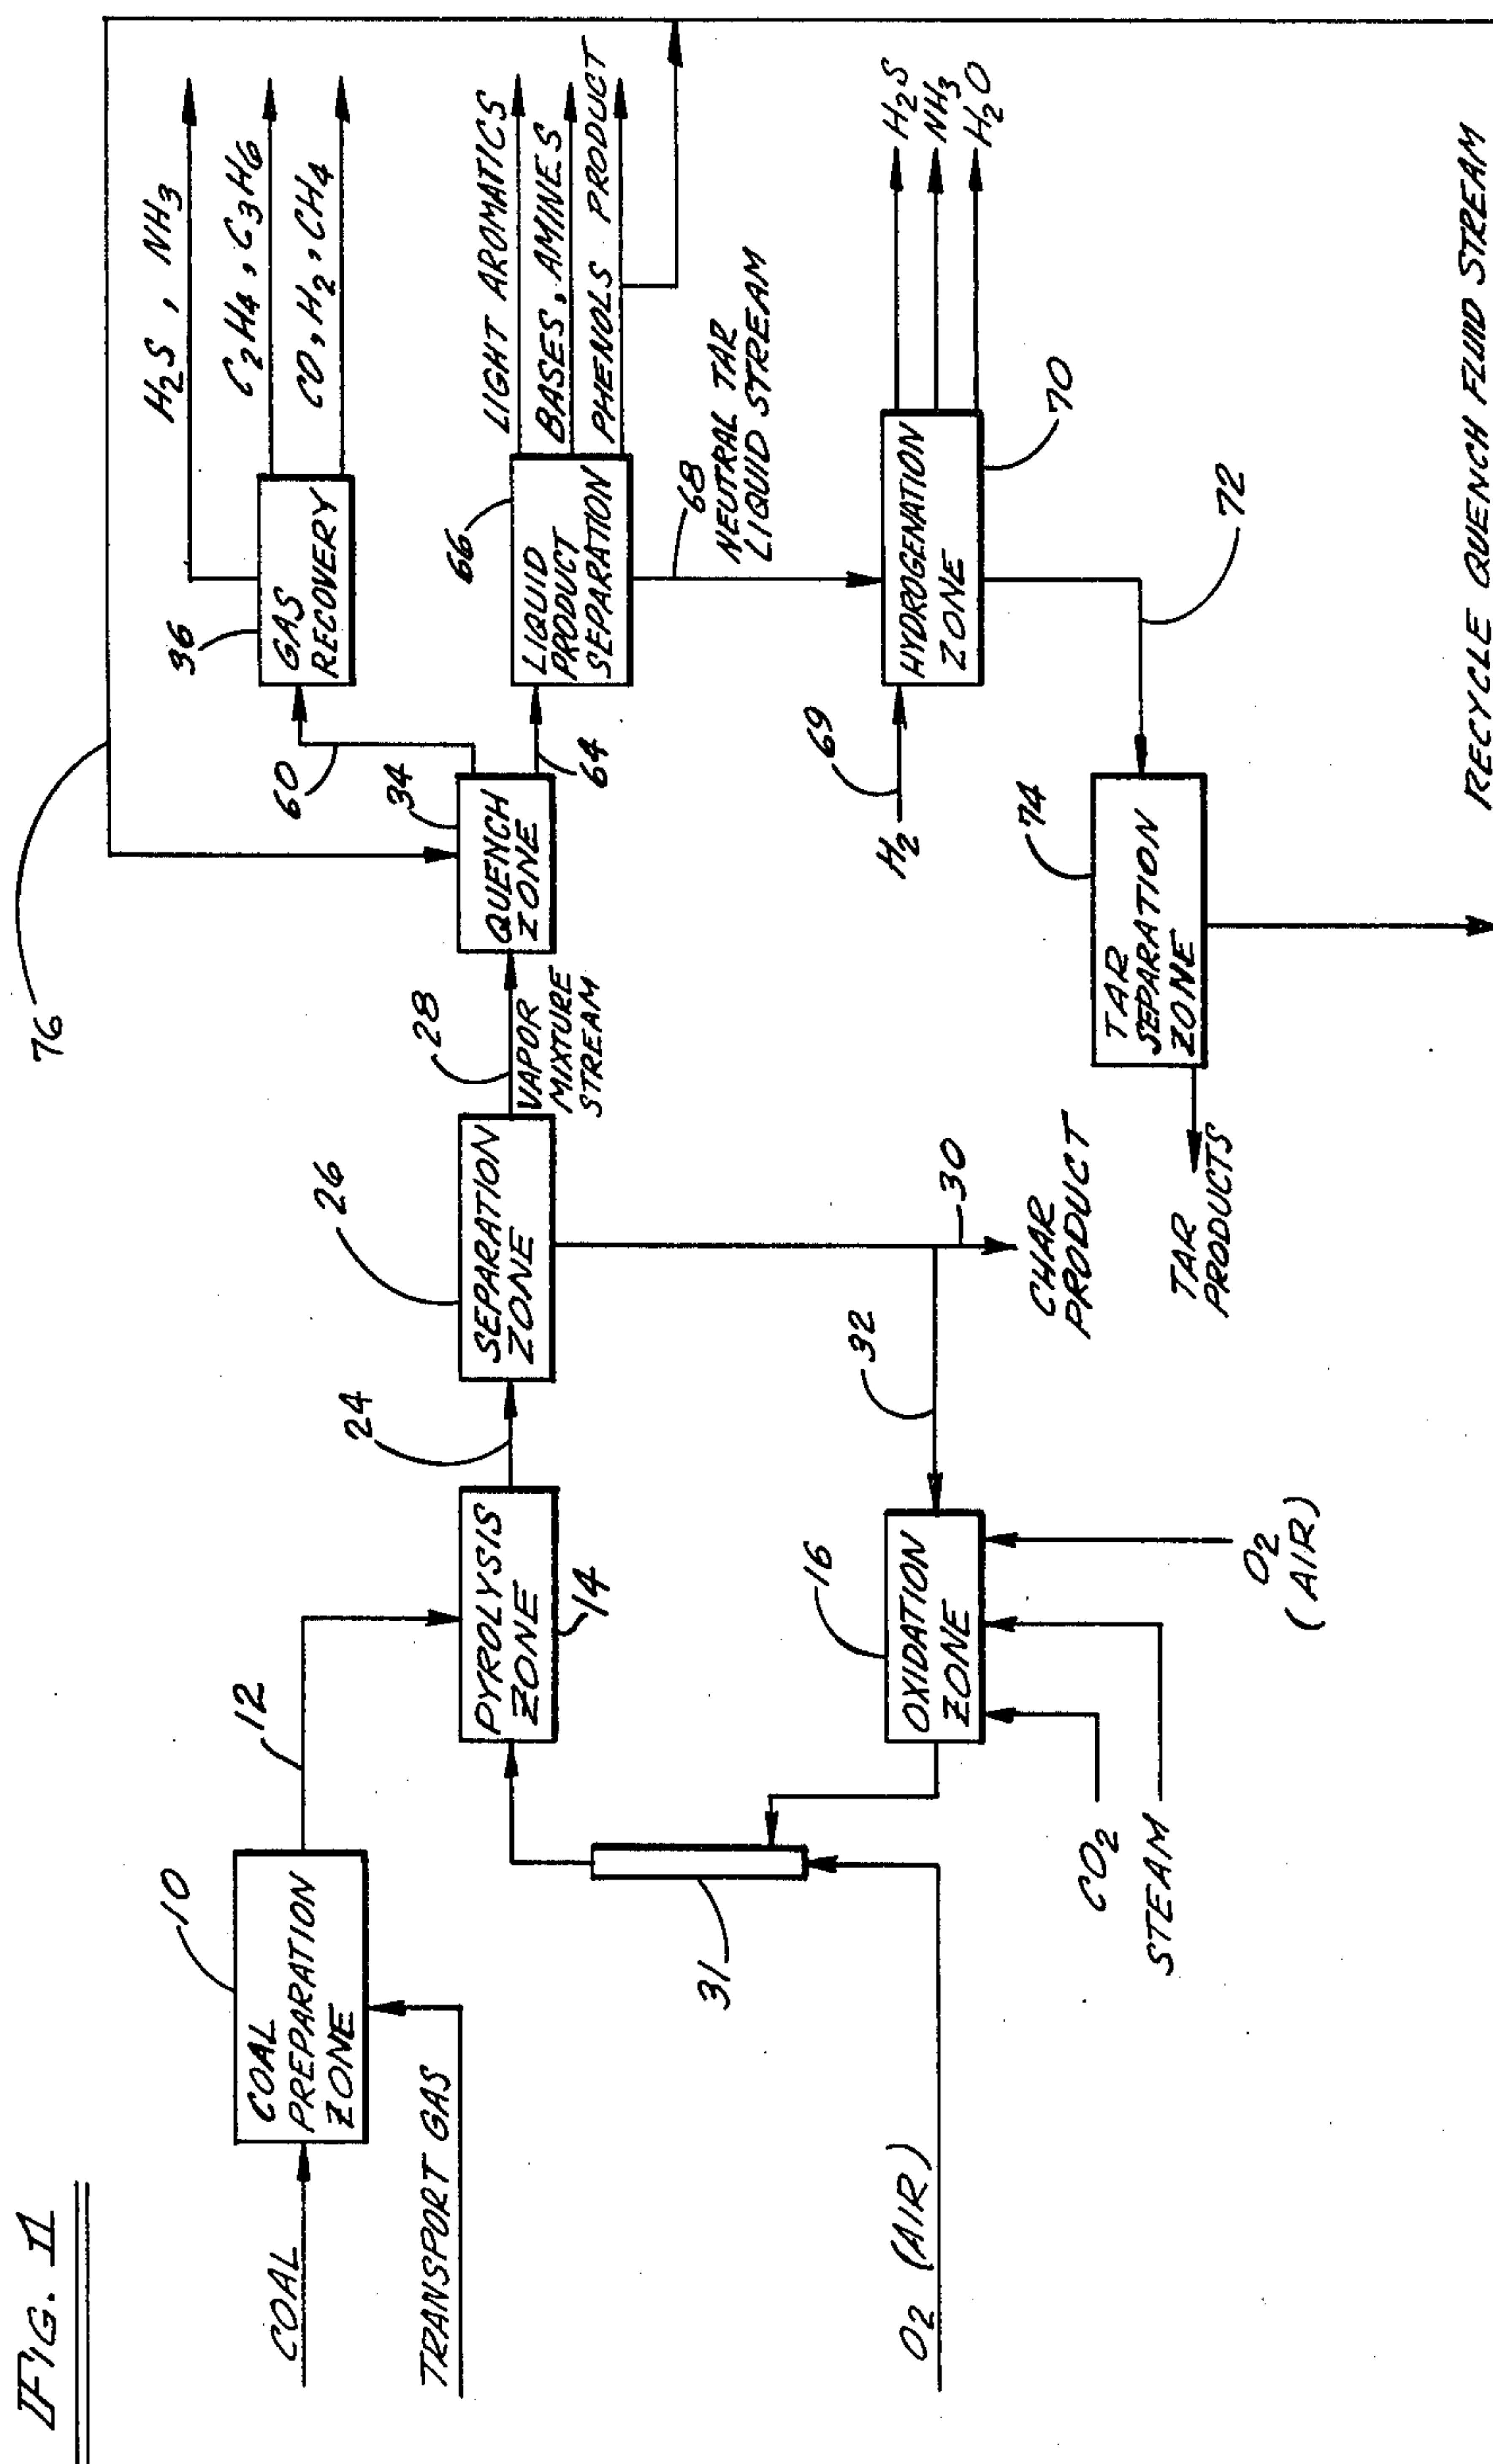 FIG. 1
COAL
TRANSPORT GAS
10
COAL
PREPARATION
ZONE
12
PYROLYSIS
ZONE
14
24
26
SEPARATION
ZONE
28
VAPOR
MIXTURE
STREAM
34
QUENCH
ZONE
76
60
36
GAS
RECOVERY
H2S, NH3
C2H4, C3H6
CO, H2, CH4
64
66
LIQUID
PRODUCT
SEPARATION
LIGHT AROMATICS
BASES, AMINES
PHENOLS PRODUCT
68
NEUTRAL TAR
LIQUID STREAM
O2 (AIR)
31
CO2
STEAM
O2
(AIR)
16
OXIDATION
ZONE
32
30
CHAR
PRODUCT
H2
69
HYDROGENATION
ZONE
70
H2S
NH3
H2O
72
74
TAR
SEPARATION
ZONE
TAR
PRODUCTS
RECYCLE QUENCH FLUID STREAM